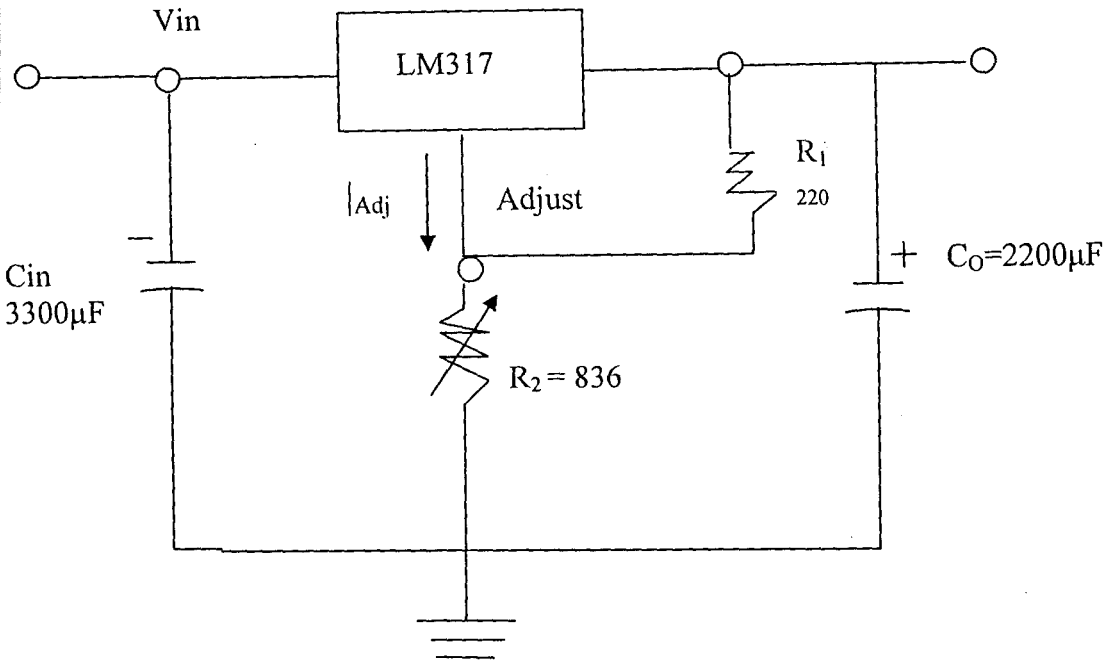 Vin
LM317
R1
220
IAdj
Adjust
−
+
Cin
3300µF
CO=2200µF
R2 = 836